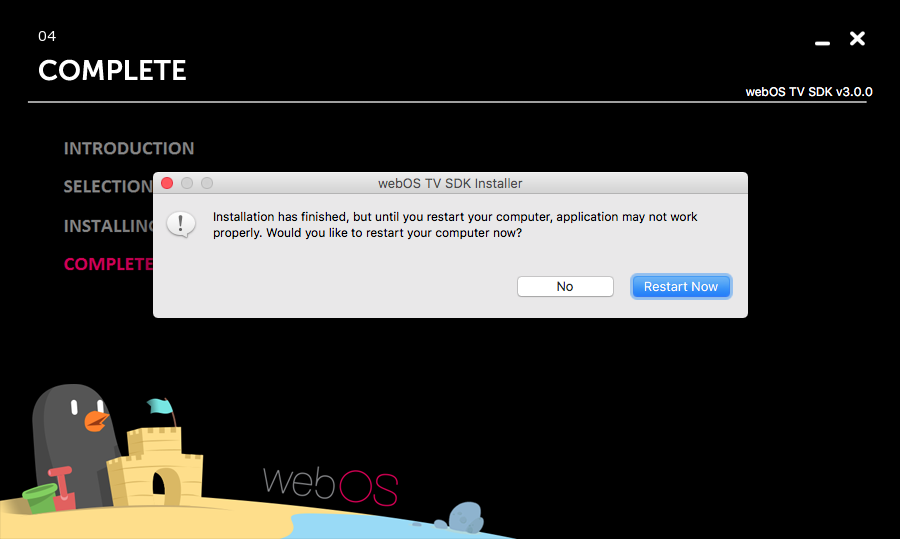 04
COMPLETE
webOS TV SDK v3.0.0
INTRODUCTION
SELECTION
INSTALLING
COMPLETE
webOS TV SDK Installer
Installation has finished, but until you restart your computer, application may not work
properly. Would you like to restart your computer now?
No
Restart Now
webOS